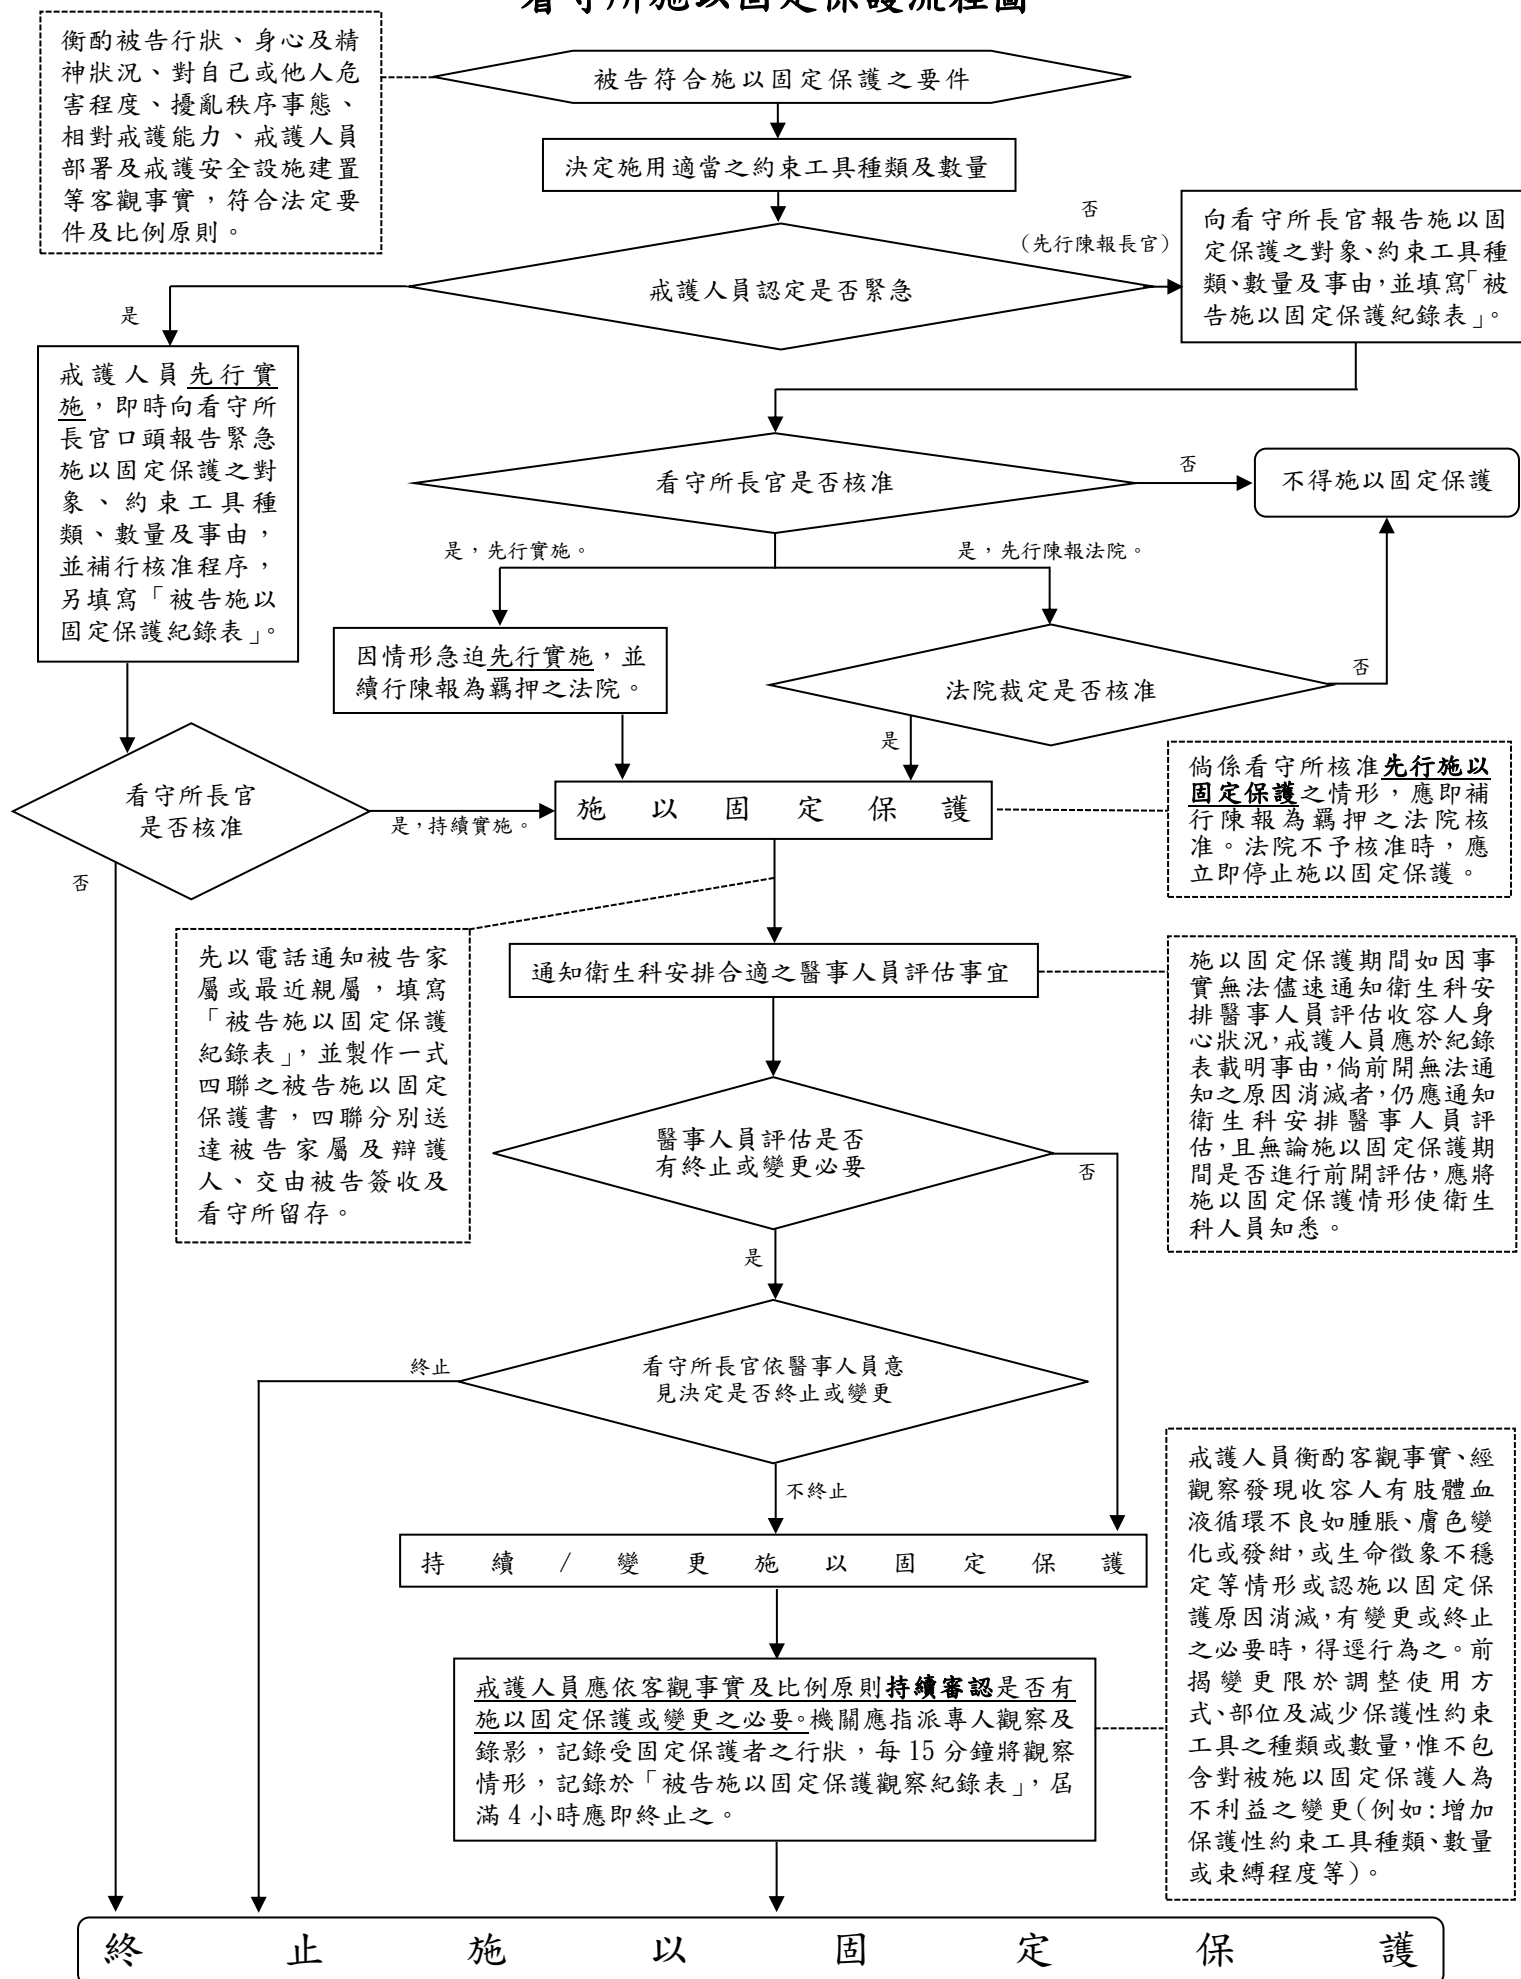 看守所施以固定保護流程圖
衡酌被告行狀、身心及精
神狀況、對自己或他人危
害程度、擾亂秩序事態、
相對戒護能力、戒護人員
部署及戒護安全設施建置
等客觀事實，符合法定要
件及比例原則。
被告符合施以固定保護之要件
決定施用適當之約束工具種類及數量
戒護人員認定是否緊急
否
（先行陳報長官）
向看守所長官報告施以固
定保護之對象、約束工具種
類、數量及事由，並填寫「被
告施以固定保護紀錄表」。
是
戒護人員先行實
施，即時向看守所
長官口頭報告緊急
施以固定保護之對
象、約束工具種
類、數量及事由，
並補行核准程序，
另填寫「被告施以
固定保護紀錄表」。
看守所長官是否核准
否
不得施以固定保護
是，先行實施。
是，先行陳報法院。
因情形急迫先行實施，並
續行陳報為羈押之法院。
法院裁定是否核准
否
是
看守所長官
是否核准
是，持續實施。
否
施以固定保護
倘係看守所核准先行施以
固定保護之情形，應即補
行陳報為羈押之法院核
准。法院不予核准時，應
立即停止施以固定保護。
先以電話通知被告家
屬或最近親屬，填寫
「被告施以固定保護
紀錄表」，並製作一式
四聯之被告施以固定
保護書，四聯分別送
達被告家屬及辯護
人、交由被告簽收及
看守所留存。
通知衛生科安排合適之醫事人員評估事宜
施以固定保護期間如因事
實無法儘速通知衛生科安
排醫事人員評估收容人身
心狀況，戒護人員應於紀錄
表載明事由，倘前開無法通
知之原因消滅者，仍應通知
衛生科安排醫事人員評
估，且無論施以固定保護期
間是否進行前開評估，應將
施以固定保護情形使衛生
科人員知悉。
醫事人員評估是否
有終止或變更必要
否
是
看守所長官依醫事人員意
見決定是否終止或變更
終止
不終止
持續/變更施以固定保護
戒護人員應依客觀事實及比例原則持續審認是否有
施以固定保護或變更之必要。機關應指派專人觀察及
錄影，記錄受固定保護者之行狀，每 15 分鐘將觀察
情形，記錄於「被告施以固定保護觀察紀錄表」，屆
滿 4 小時應即終止之。
戒護人員衡酌客觀事實、經
觀察發現收容人有肢體血
液循環不良如腫脹、膚色變
化或發紺，或生命徵象不穩
定等情形或認施以固定保
護原因消滅，有變更或終止
之必要時，得逕行為之。前
揭變更限於調整使用方
式、部位及減少保護性約束
工具之種類或數量，惟不包
含對被施以固定保護人為
不利益之變更（例如：增加
保護性約束工具種類、數量
或束縛程度等）。
終止施以固定保護